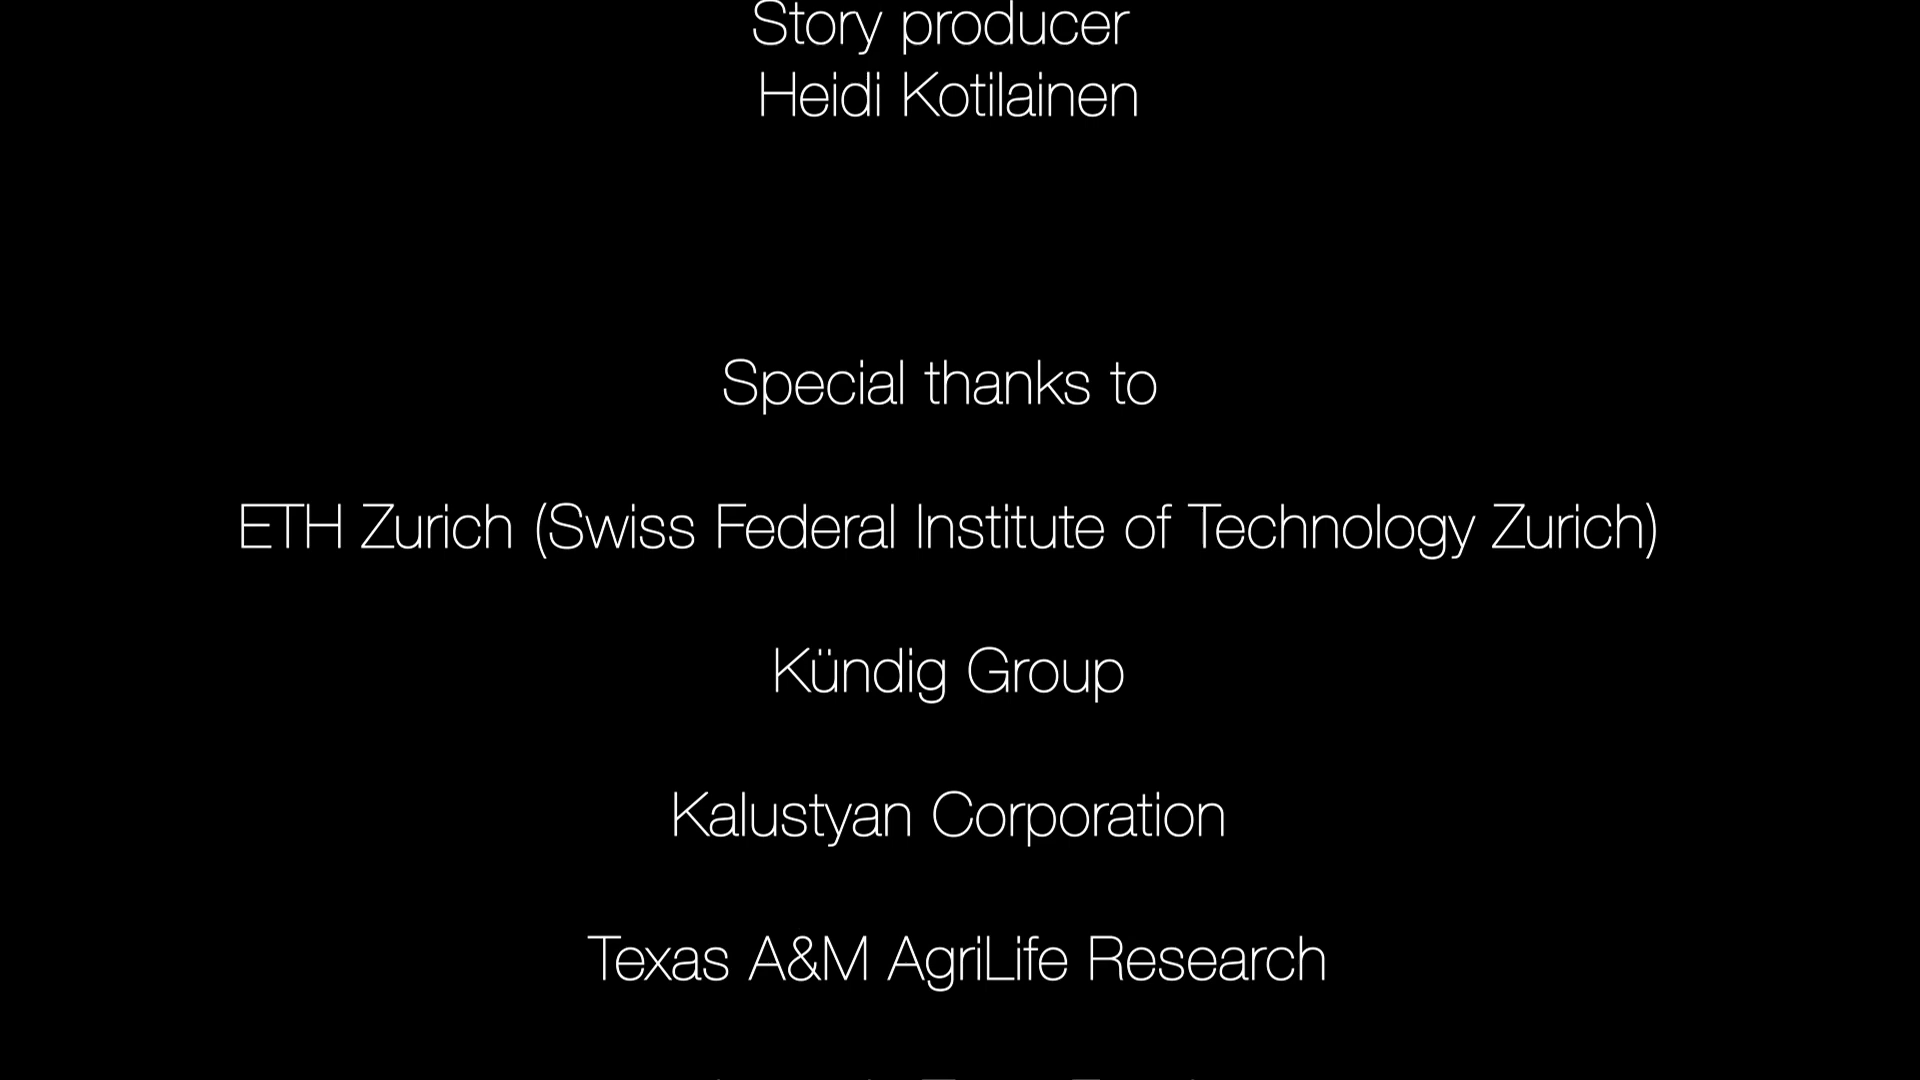 Story producer
Heidi Kotilainen
Special thanks to
ETH Zurich (Swiss Federal Institute of Technology Zurich)
Kündig Group
Kalustyan Corporation
Texas A&M AgriLife Research